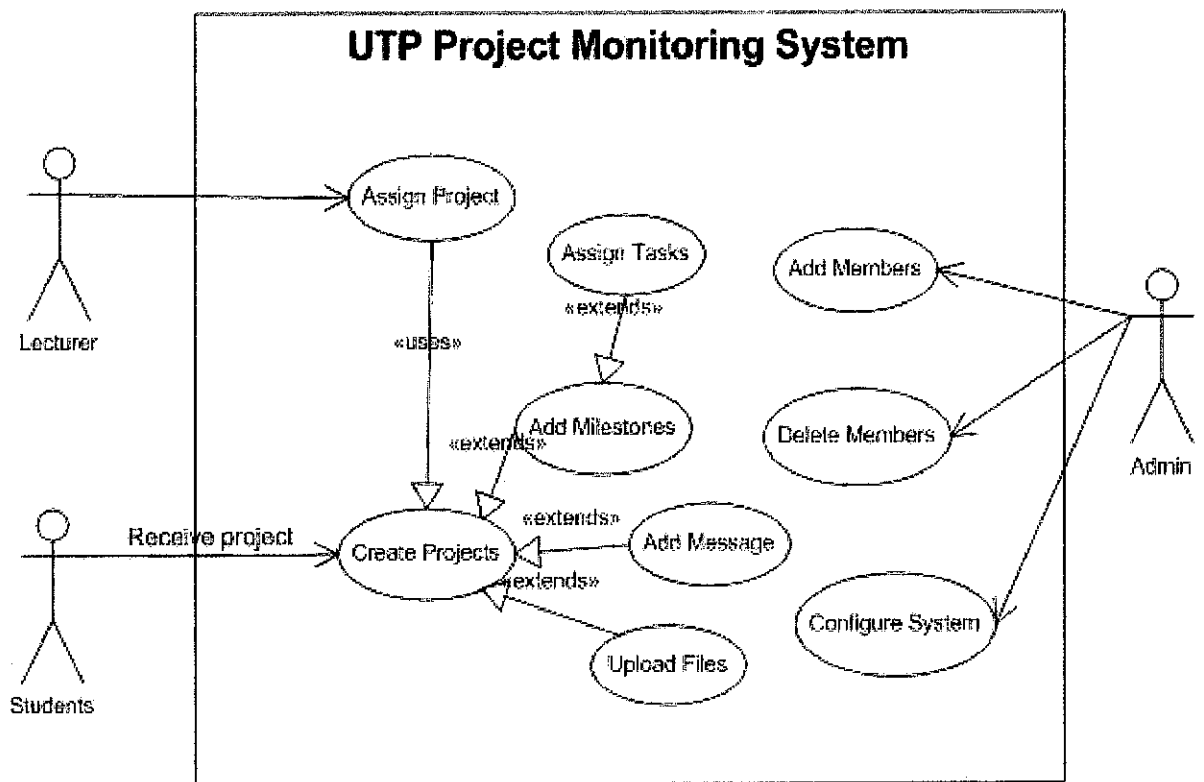 UTP Project Monitoring System
Assign Project
Assign Tasks
Add Members
«extends»
Lecturer
«uses»
Add Milestones
«extends»
Delete Members
Admin
«extends»
Receive project
Create Projects
Add Message
«extends»
Configure System
Upload Files
Students